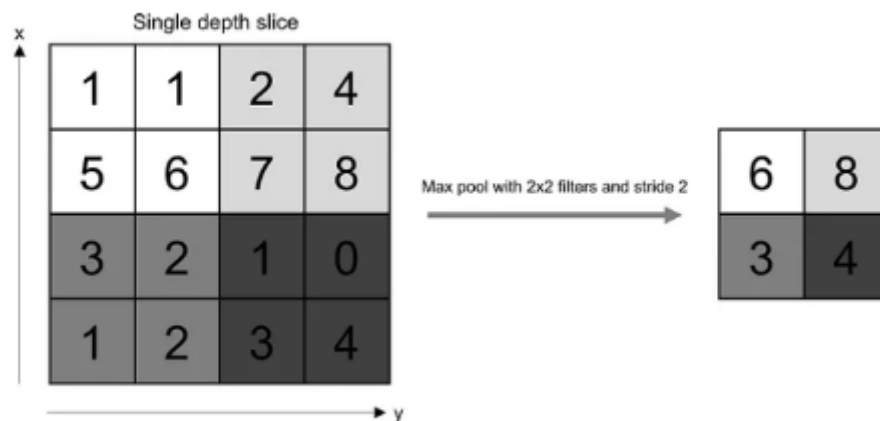 Single depth slice
x
1 1 2 4
5 6 7 8
3 2 1 0
1 2 3 4
y
Max pool with 2x2 filters and stride 2
6 8
3 4